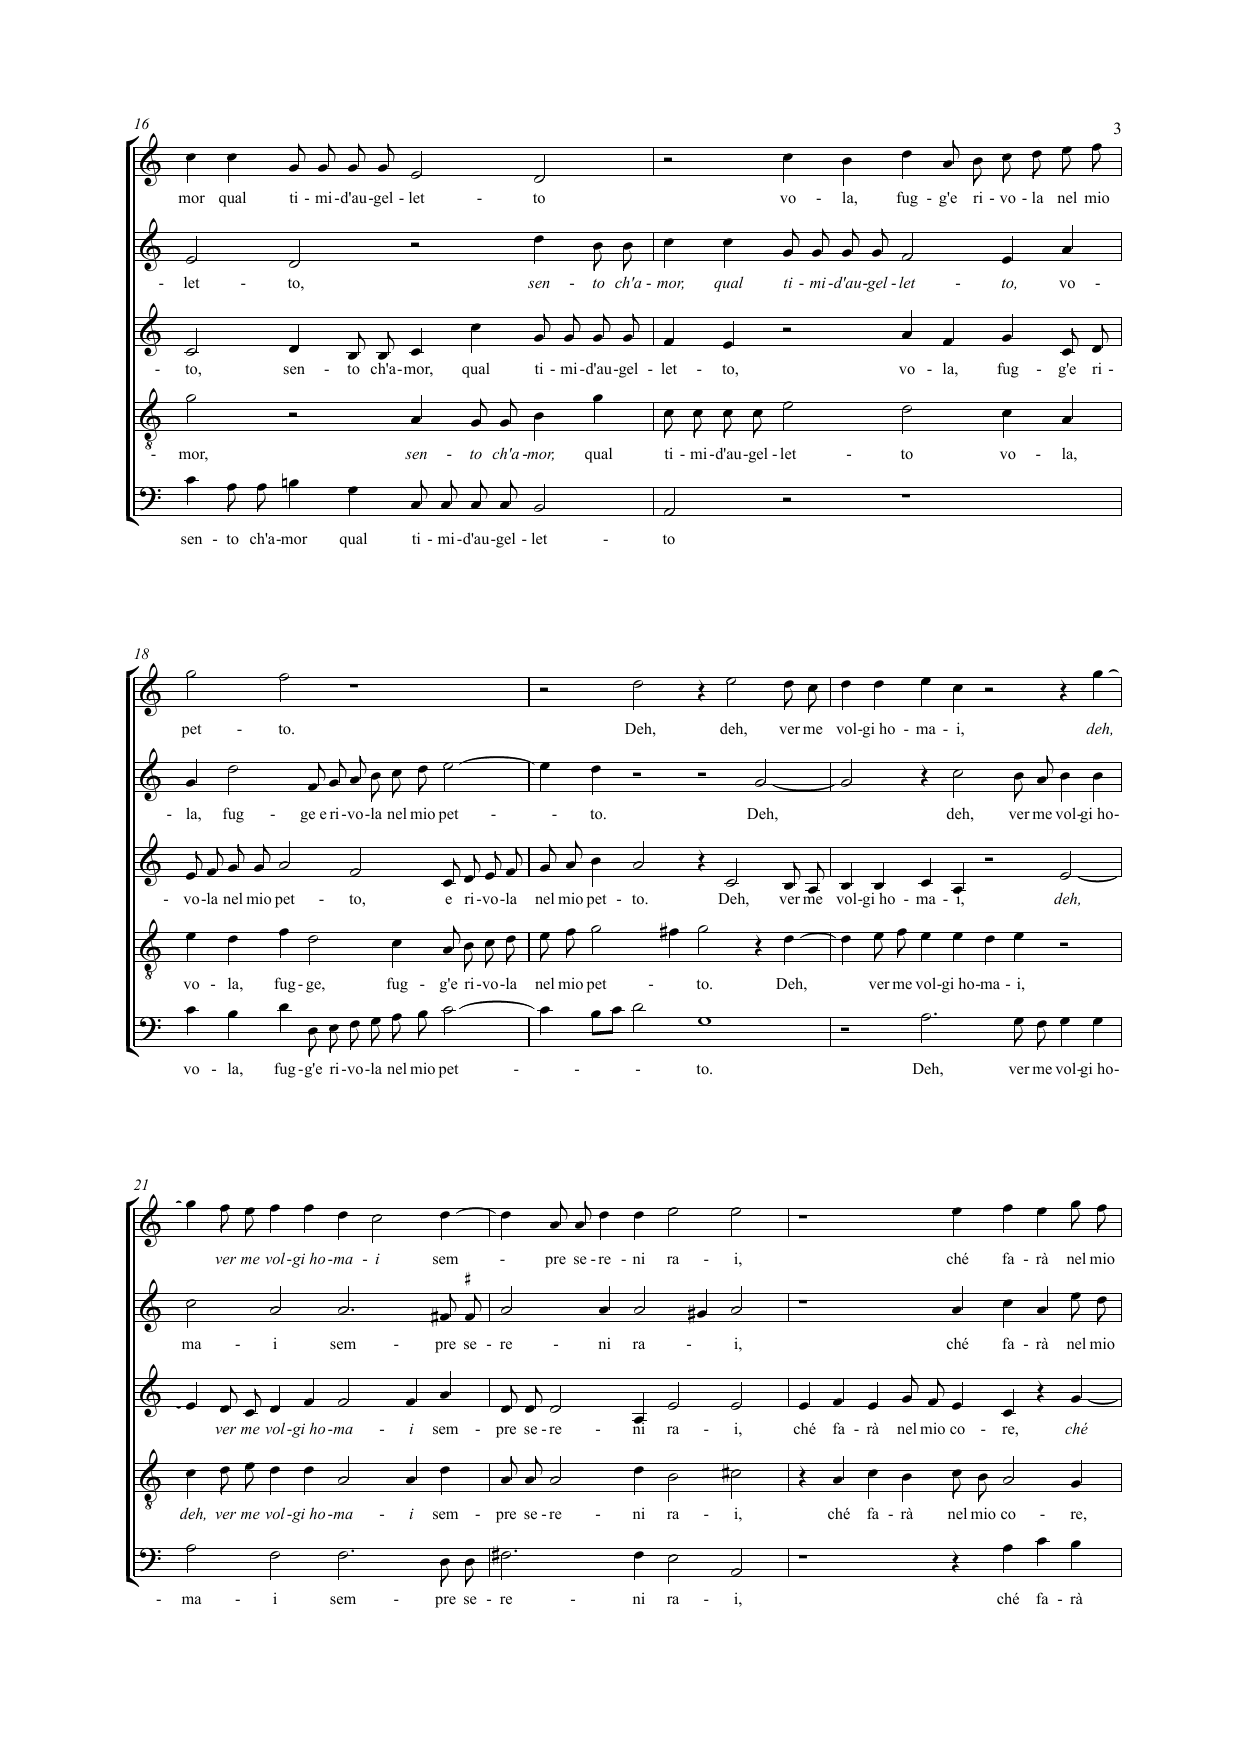 16
3
mor qual ti - mi-d'au-gel - let - to vo - la, fug - g'e ri - vo - la nel mio
- let - to, sen - to ch'a - mor, qual ti - mi-d'au-gel - let - to, vo -
- to, sen - to ch'a-mor, qual ti - mi-d'au-gel - let - to, vo - la, fug - g'e ri -
- mor, sen - to ch'a-mor, qual ti - mi-d'au-gel - let - to vo - la,
8
sen - to ch'a-mor qual ti - mi-d'au-gel - let - to
18
pet - to. Deh, deh, ver me vol-gi ho - ma - i, deh,
- la, fug - ge e ri-vo-la nel mio pet - - to. Deh, deh, ver me vol-gi ho-
- vo-la nel mio pet - to, e ri-vo-la nel mio pet - to. Deh, ver me vol-gi ho - ma - i, deh,
8
vo - la, fug-ge, fug - g'e ri-vo-la nel mio pet - to. Deh, ver me vol-gi ho-ma - i,
vo - la, fug-g'e ri-vo-la nel mio pet - - - to. Deh, ver me vol-gi ho-
21
ver me vol-gi ho-ma - i sem - pre se-re - ni ra - i, ché fa - rà nel mio
ma - i sem - pre se - re - ni ra - i, ché fa - rà nel mio
ver me vol-gi ho-ma - i sem - pre se-re - ni ra - i, ché fa - rà nel mio co - re, ché
8
deh, ver me vol-gi ho-ma - i sem - pre se-re - ni ra - i, ché fa - rà nel mio co - re,
- ma - i sem - pre se - re - ni ra - i, ché fa - rà